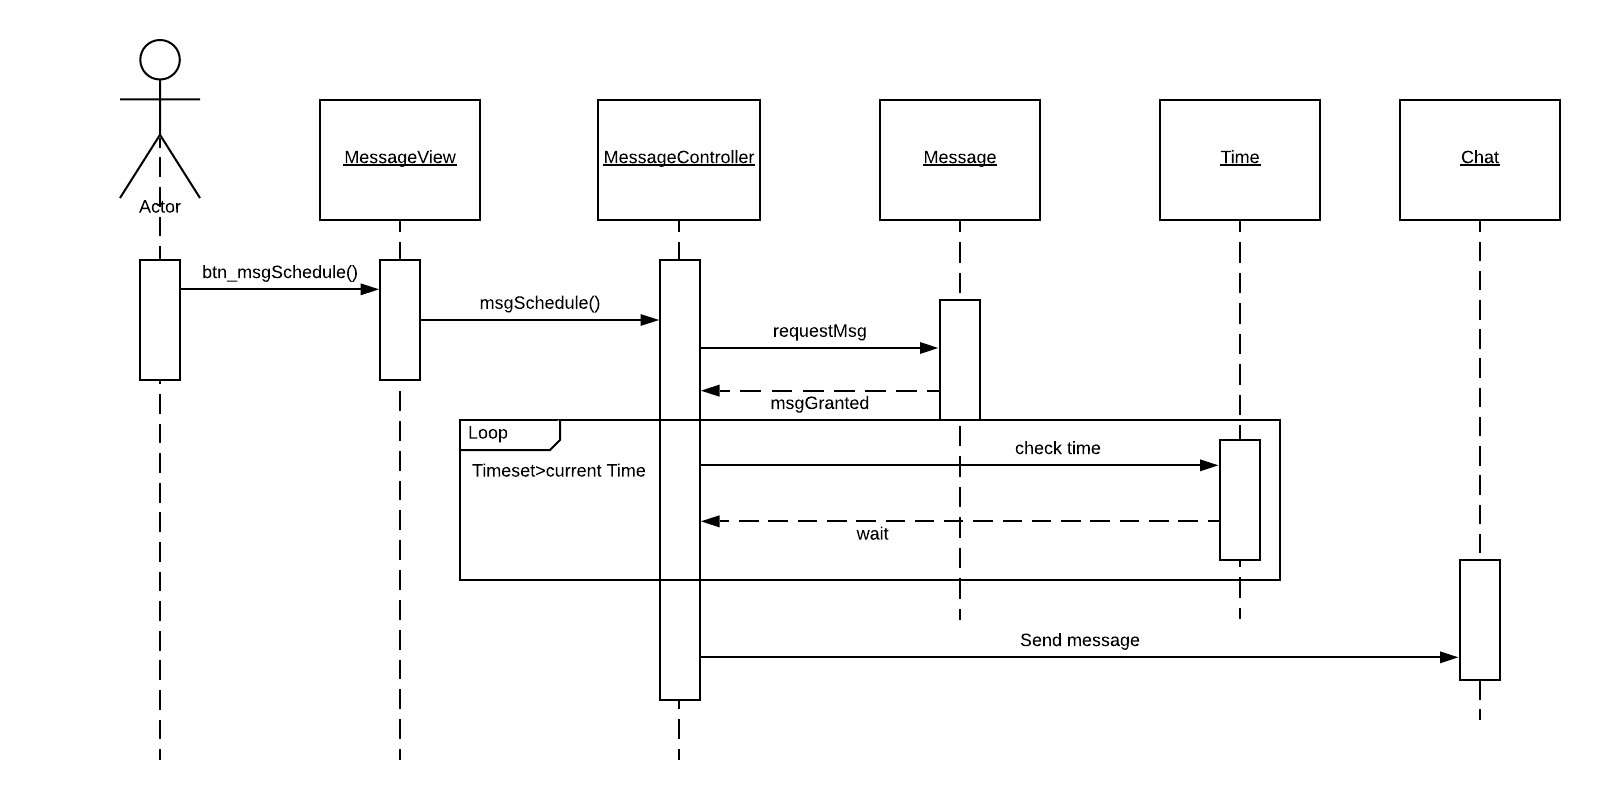 Actor
MessageView
MessageController
Message
Time
Chat
btn_msgSchedule()
msgSchedule()
requestMsg
msgGranted
Loop
Timeset>current Time
check time
wait
Send message